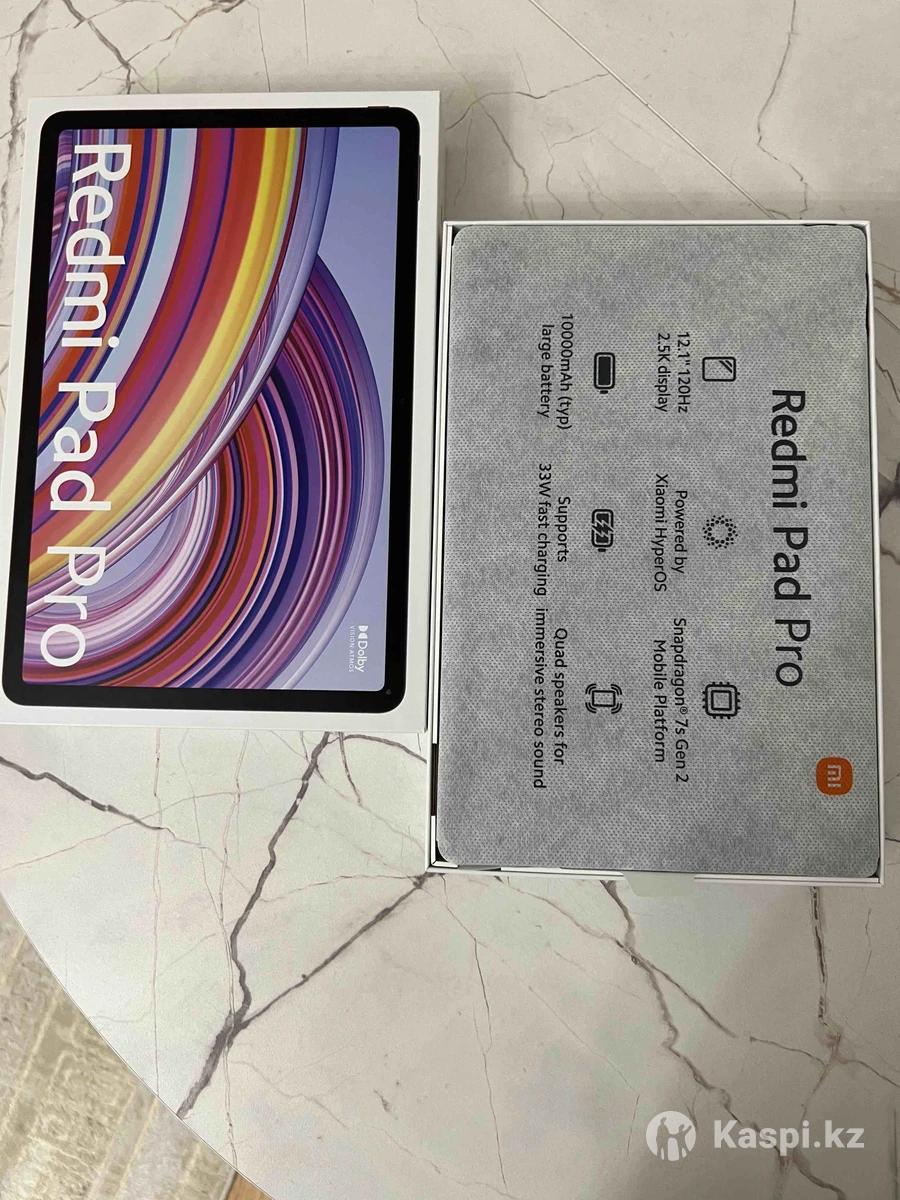 Redmi Pad Pro
Dolby
VISION·ATMOS
Redmi Pad Pro
mi
12.1" 120Hz
2.5K display
Powered by
Xiaomi HyperOS
Snapdragon® 7s Gen 2
Mobile Platform
10000mAh (typ)
large battery
Supports
33W fast charging
Quad speakers for
immersive stereo sound
Kaspi.kz